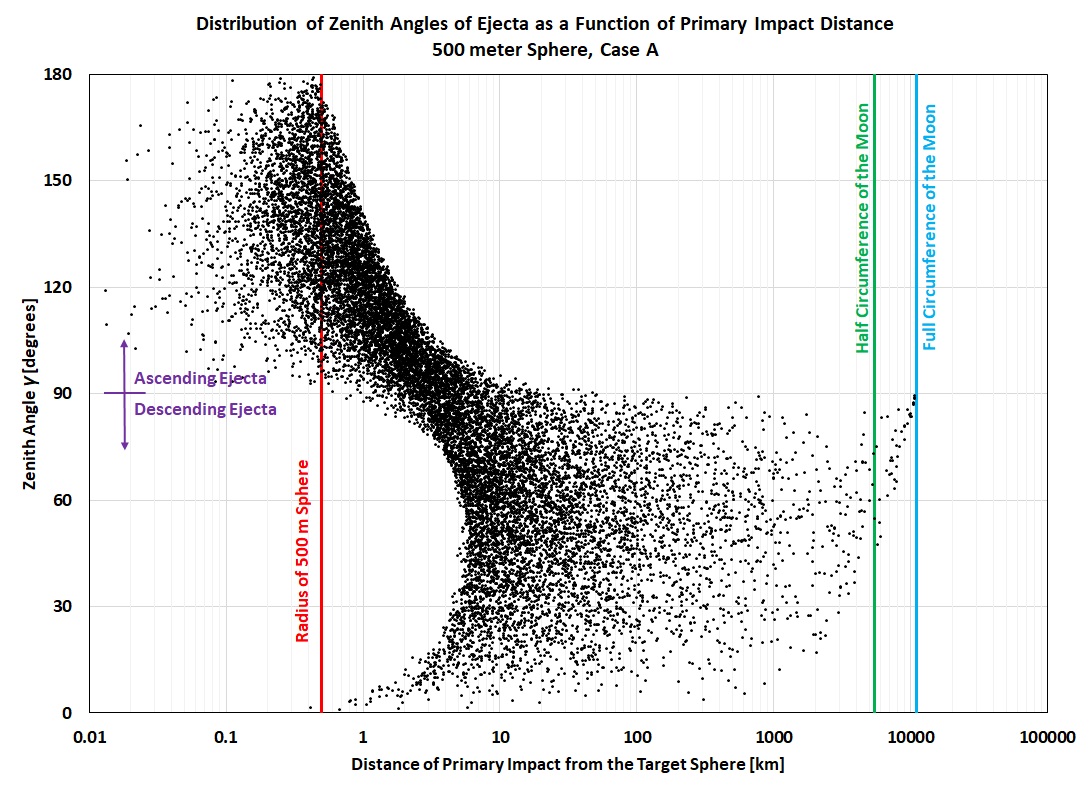 Distribution of Zenith Angles of Ejecta as a Function of Primary Impact Distance
500 meter Sphere, Case A
180
150
120
90
60
30
0
Zenith Angle γ [degrees]
Ascending Ejecta
Descending Ejecta
Radius of 500 m Sphere
Half Circumference of the Moon
Full Circumference of the Moon
0.01 0.1 1 10 100 1000 10000 100000
Distance of Primary Impact from the Target Sphere [km]